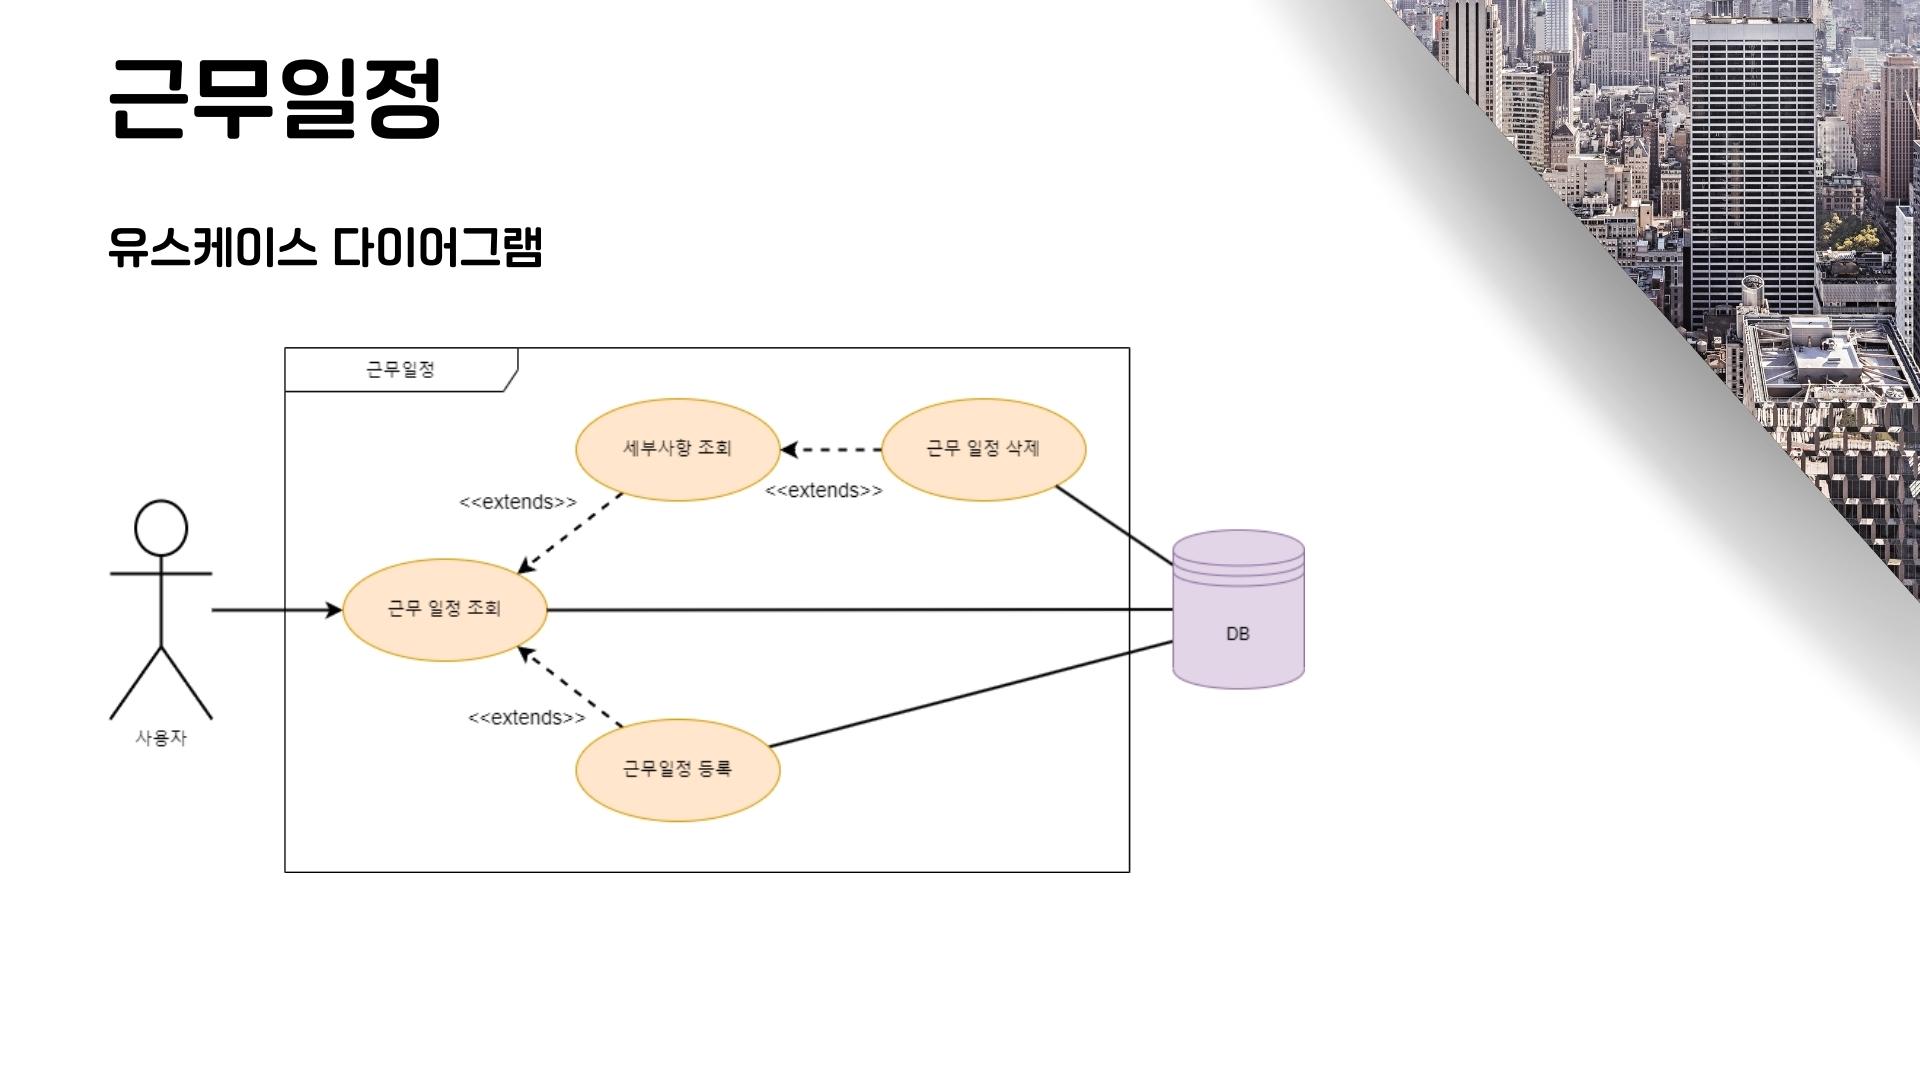 근무일정
유스케이스 다이어그램
근무일정
세부사항 조회
근무 일정 삭제
<<extends>>
<<extends>>
근무 일정 조회
DB
<<extends>>
사용자
근무일정 등록